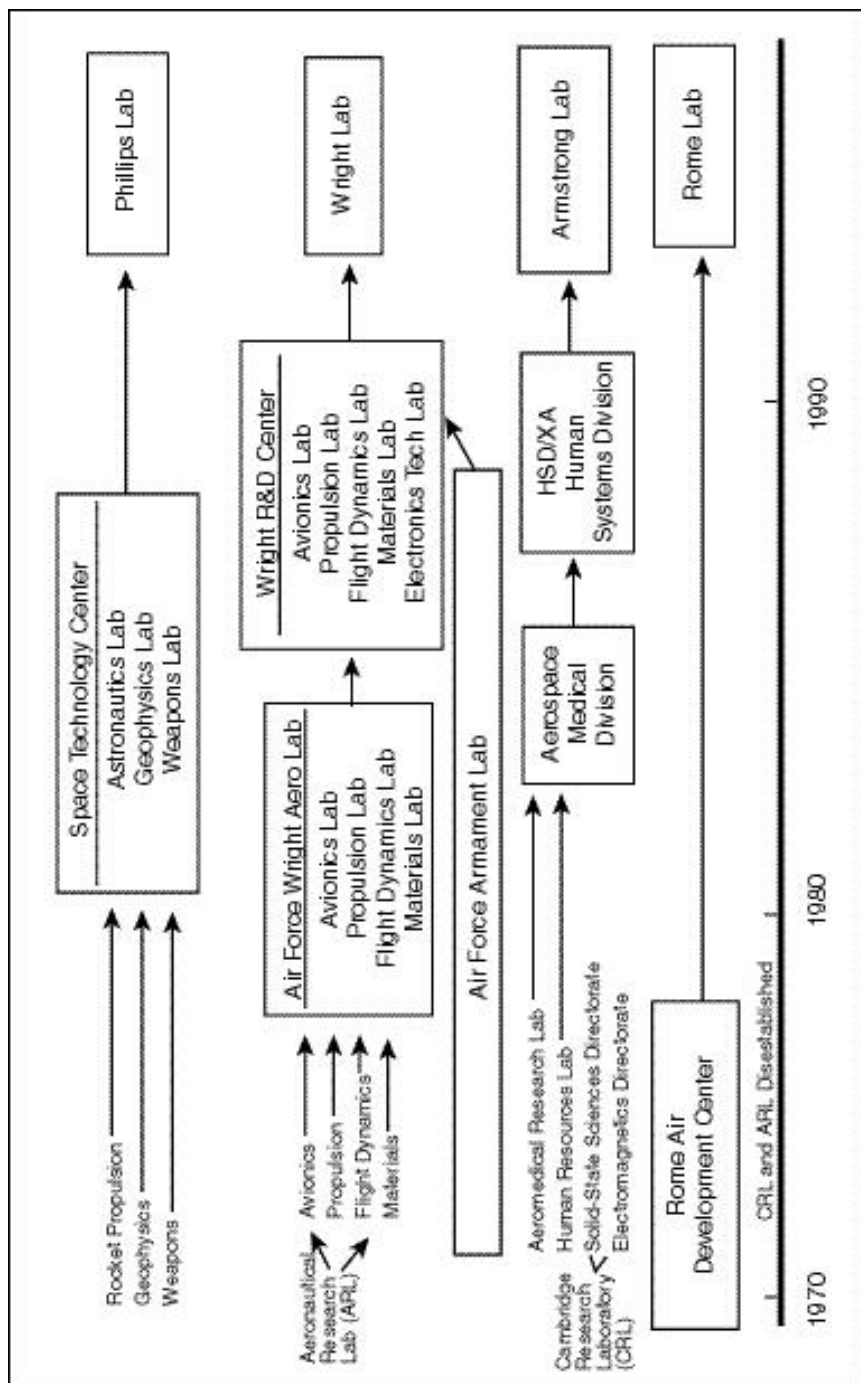 Rocket Propulsion
Geophysics
Weapons
Space Technology Center
Astronautics Lab
Geophysics Lab
Weapons Lab
Phillips Lab
Aeronautical
Research
Lab (ARL)
Avionics
Propulsion
Flight Dynamics
Materials
Air Force Wright Aero Lab
Avionics Lab
Propulsion Lab
Flight Dynamics Lab
Materials Lab
Wright R&D Center
Avionics Lab
Propulsion Lab
Flight Dynamics Lab
Materials Lab
Electronics Tech Lab
Wright Lab
Air Force Armament Lab
Aeromedical Research Lab
Human Resources Lab
Cambridge
Research
Laboratory
(CRL)
Solid-State Sciences Directorate
Electromagnetics Directorate
Aerospace
Medical
Division
HSD/XA
Human
Systems Division
Armstrong Lab
Rome Air
Development Center
Rome Lab
CRL and ARL Disestablished
1970
1980
1990